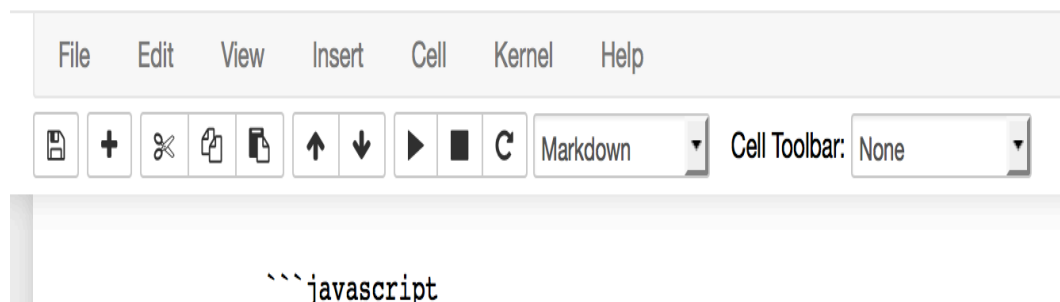 File Edit View Insert Cell Kernel Help
Markdown Cell Toolbar: None
```javascript